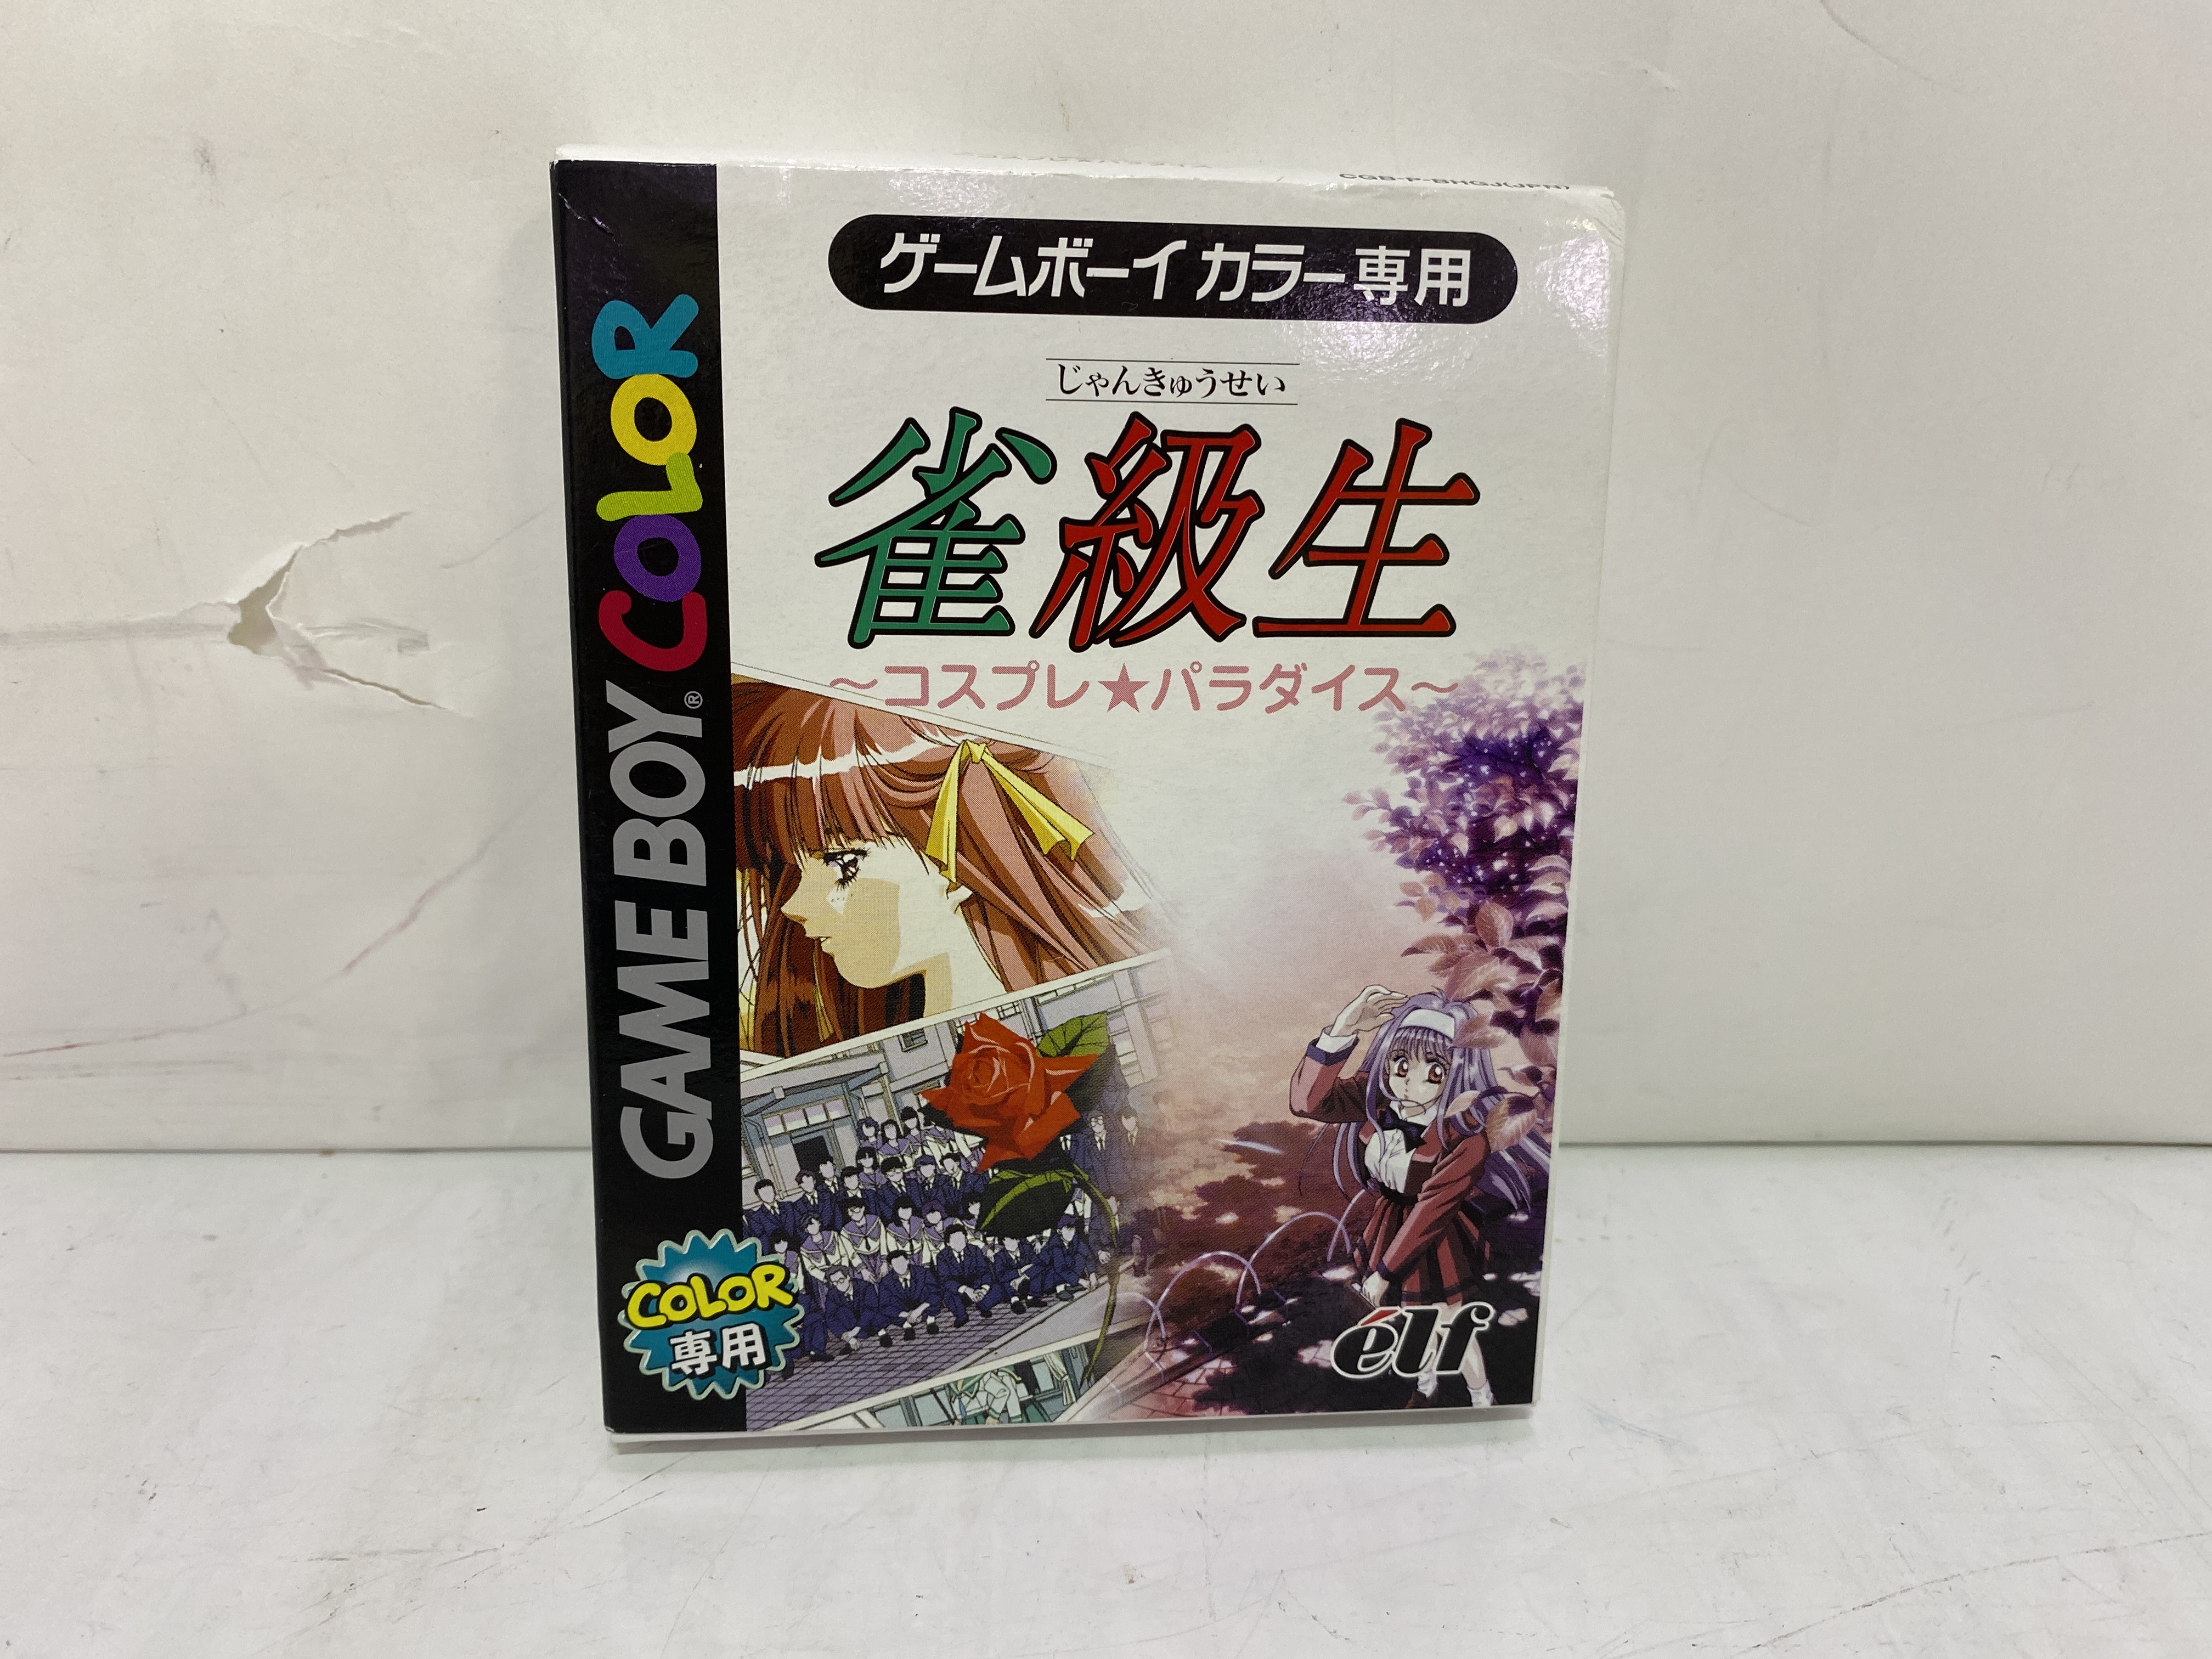 ゲームボーイカラー専用
じゃんきゅうせい
雀級生
～コスプレ★パラダイス～
GAME BOY® COLOR
COLOR
専用
élf